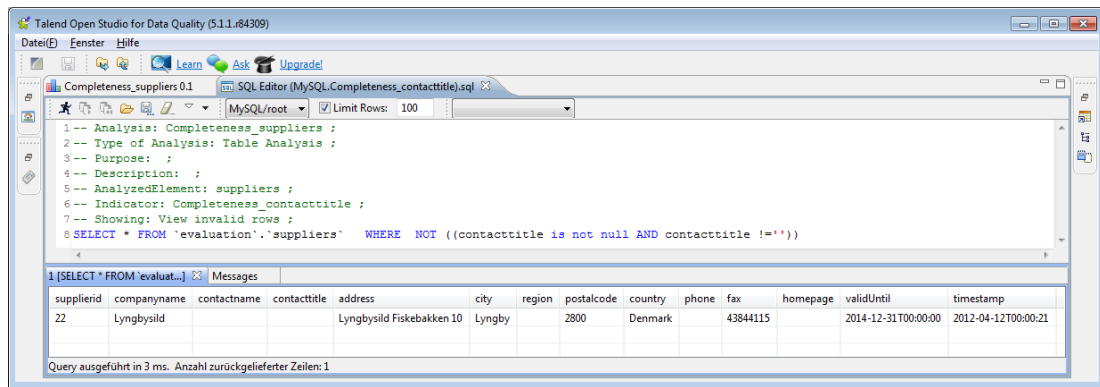 Talend Open Studio for Data Quality (5.1.1.r84309)
Datei(F) Fenster Hilfe
Learn Ask Upgrade!
Completeness_suppliers 0.1 SQL Editor (MySQL.Completeness_contacttitle).sql
MySQL/root Limit Rows: 100
1 -- Analysis: Completeness_suppliers ;
2 -- Type of Analysis: Table Analysis ;
3 -- Purpose: ;
4 -- Description: ;
5 -- AnalyzedElement: suppliers ;
6 -- Indicator: Completeness_contacttitle ;
7 -- Showing: View invalid rows ;
8 SELECT * FROM `evaluation`.`suppliers` WHERE NOT ((contacttitle is not null AND contacttitle !=''))
1 [SELECT * FROM `evaluat...] Messages
supplierid companyname contactname contacttitle address city region postalcode country phone fax homepage validUntil timestamp
22 Lyngbysild Lyngbysild Fiskebakken 10 Lyngby 2800 Denmark 43844115 2014-12-31T00:00:00 2012-04-12T00:00:21
Query ausgeführt in 3 ms. Anzahl zurückgelieferter Zeilen: 1